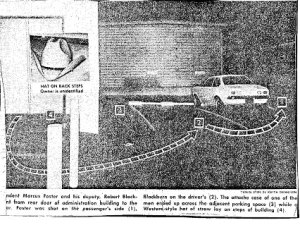 HAT ON BACK STEPS
Owner is unidentified
4
3
2
1
ndent Marcus Foster and his deputy, Robert Black-
nt from rear door of administration building to the
er. Foster was shot on the passenger's side (1),
Blackburn on the driver's (2). The attache case of one of the
men ended up across the adjacent parking space (3) while a
Western-style hat of straw lay on steps of building (4).